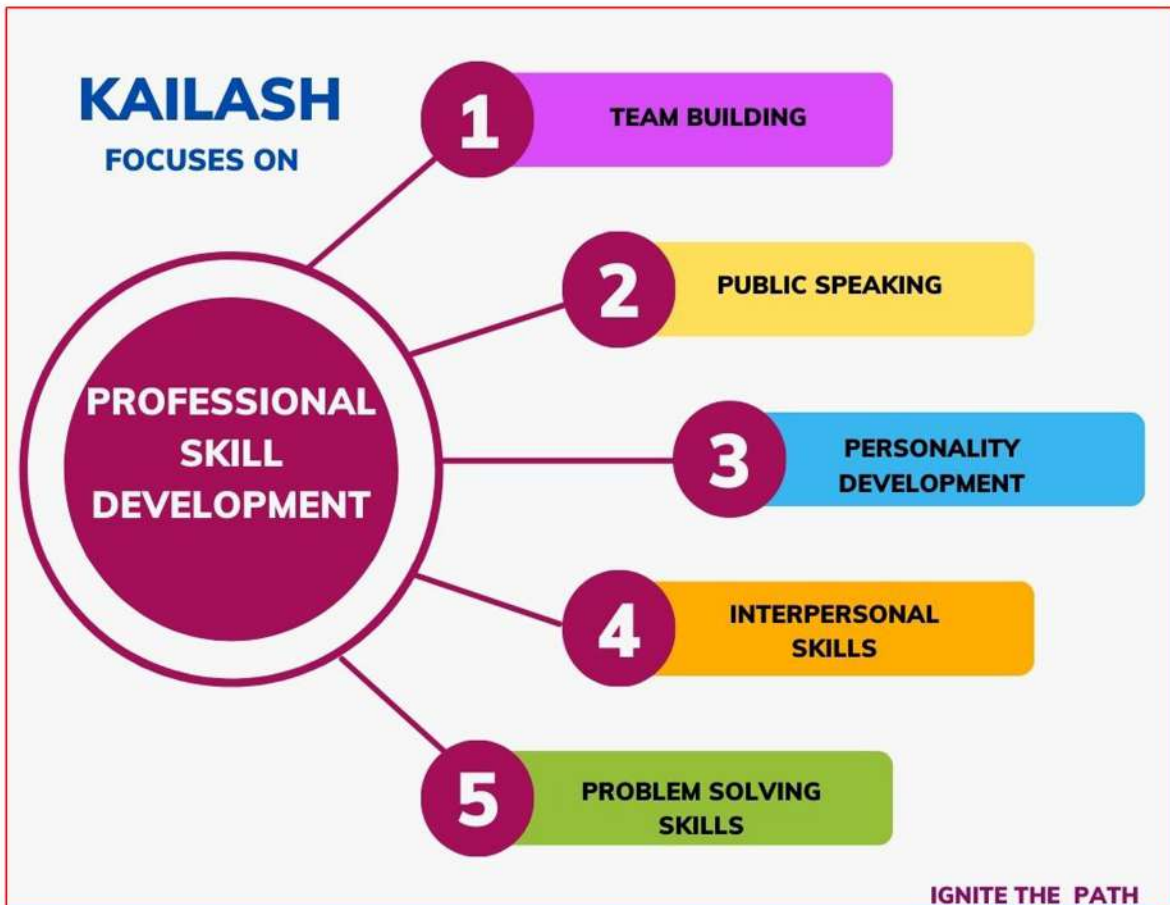 KAILASH
FOCUSES ON
1
TEAM BUILDING
2
PUBLIC SPEAKING
PROFESSIONAL
SKILL
DEVELOPMENT
3
PERSONALITY
DEVELOPMENT
4
INTERPERSONAL
SKILLS
5
PROBLEM SOLVING
SKILLS
IGNITE THE PATH